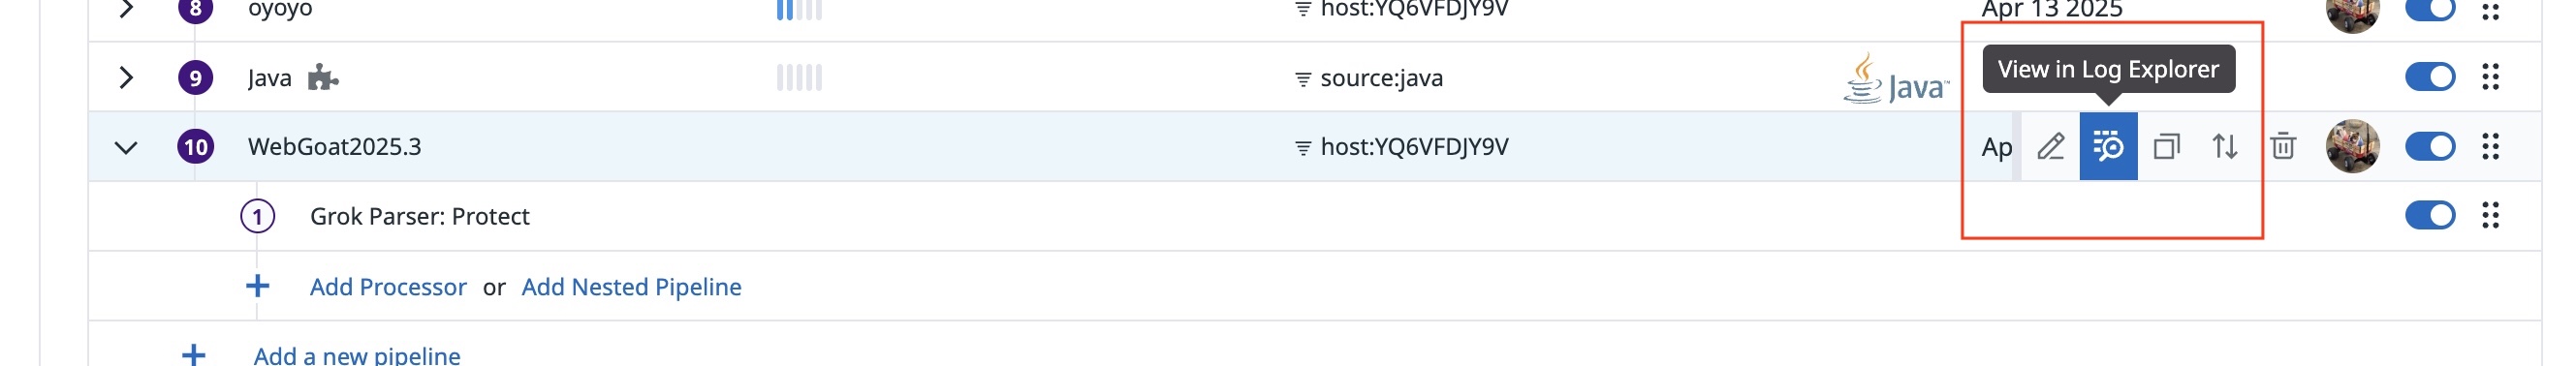 8 oyoyo host:YQ6VFDJY9V Apr 13 2025
9 Java source:java Java™
View in Log Explorer
10 WebGoat2025.3 host:YQ6VFDJY9V Ap
1 Grok Parser: Protect
+ Add Processor or Add Nested Pipeline
+ Add a new pipeline